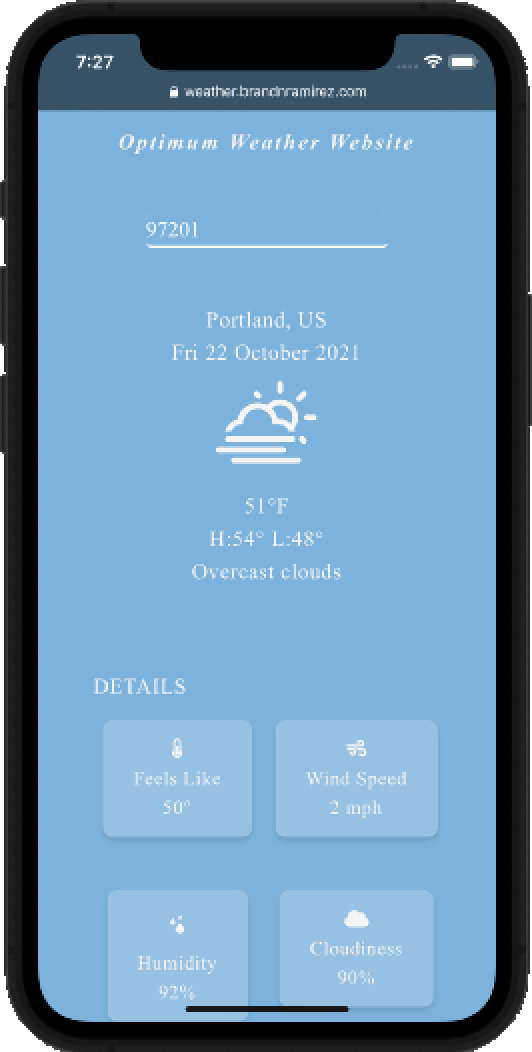 7:27
weather.brandnramirez.com
Optimum Weather Website
97201
Portland, US
Fri 22 October 2021
51°F
H:54° L:48°
Overcast clouds
DETAILS
Feels Like
50°
Wind Speed
2 mph
Humidity
92%
Cloudiness
90%